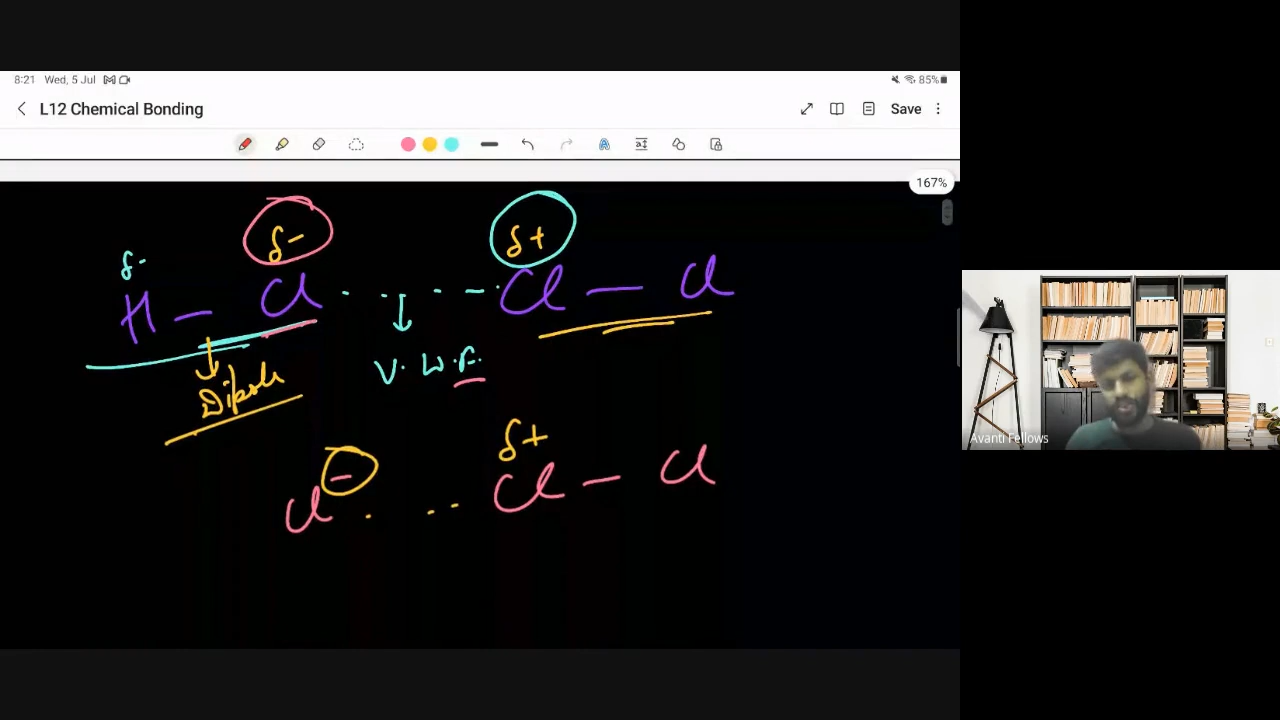 8:21 Wed, 5 Jul 85%
L12 Chemical Bonding Save
167%
δ- δ- δ+
H - Cl . . . - - . Cl - Cl
Dipole V.W.F.
δ+
Cl⁻ . . . Cl - Cl
Avanti Fellows